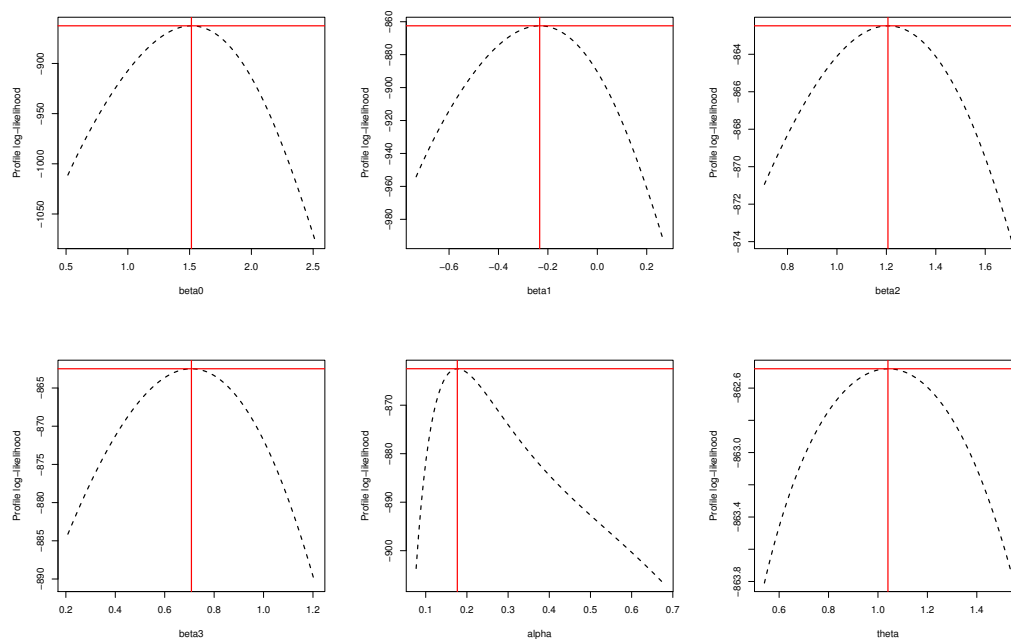 Profile log−likelihood
−900
−950
−1000
−1050
0.5 1.0 1.5 2.0 2.5
beta0
Profile log−likelihood
−860
−880
−900
−920
−940
−960
−980
−0.6 −0.4 −0.2 0.0 0.2
beta1
Profile log−likelihood
−864
−866
−868
−870
−872
−874
0.8 1.0 1.2 1.4 1.6
beta2
Profile log−likelihood
−865
−870
−875
−880
−885
−890
0.2 0.4 0.6 0.8 1.0 1.2
beta3
Profile log−likelihood
−870
−880
−890
−900
0.1 0.2 0.3 0.4 0.5 0.6 0.7
alpha
Profile log−likelihood
−862.6
−863.0
−863.4
−863.8
0.6 0.8 1.0 1.2 1.4
theta